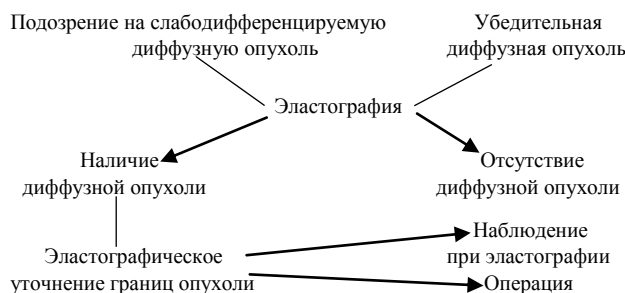 Подозрение на слабодифференцируемую
диффузную опухоль
Убедительная
диффузная опухоль
Эластография
Наличие
диффузной опухоли
Отсутствие
диффузной опухоли
Эластографическое
уточнение границ опухоли
Наблюдение
при эластографии
Операция